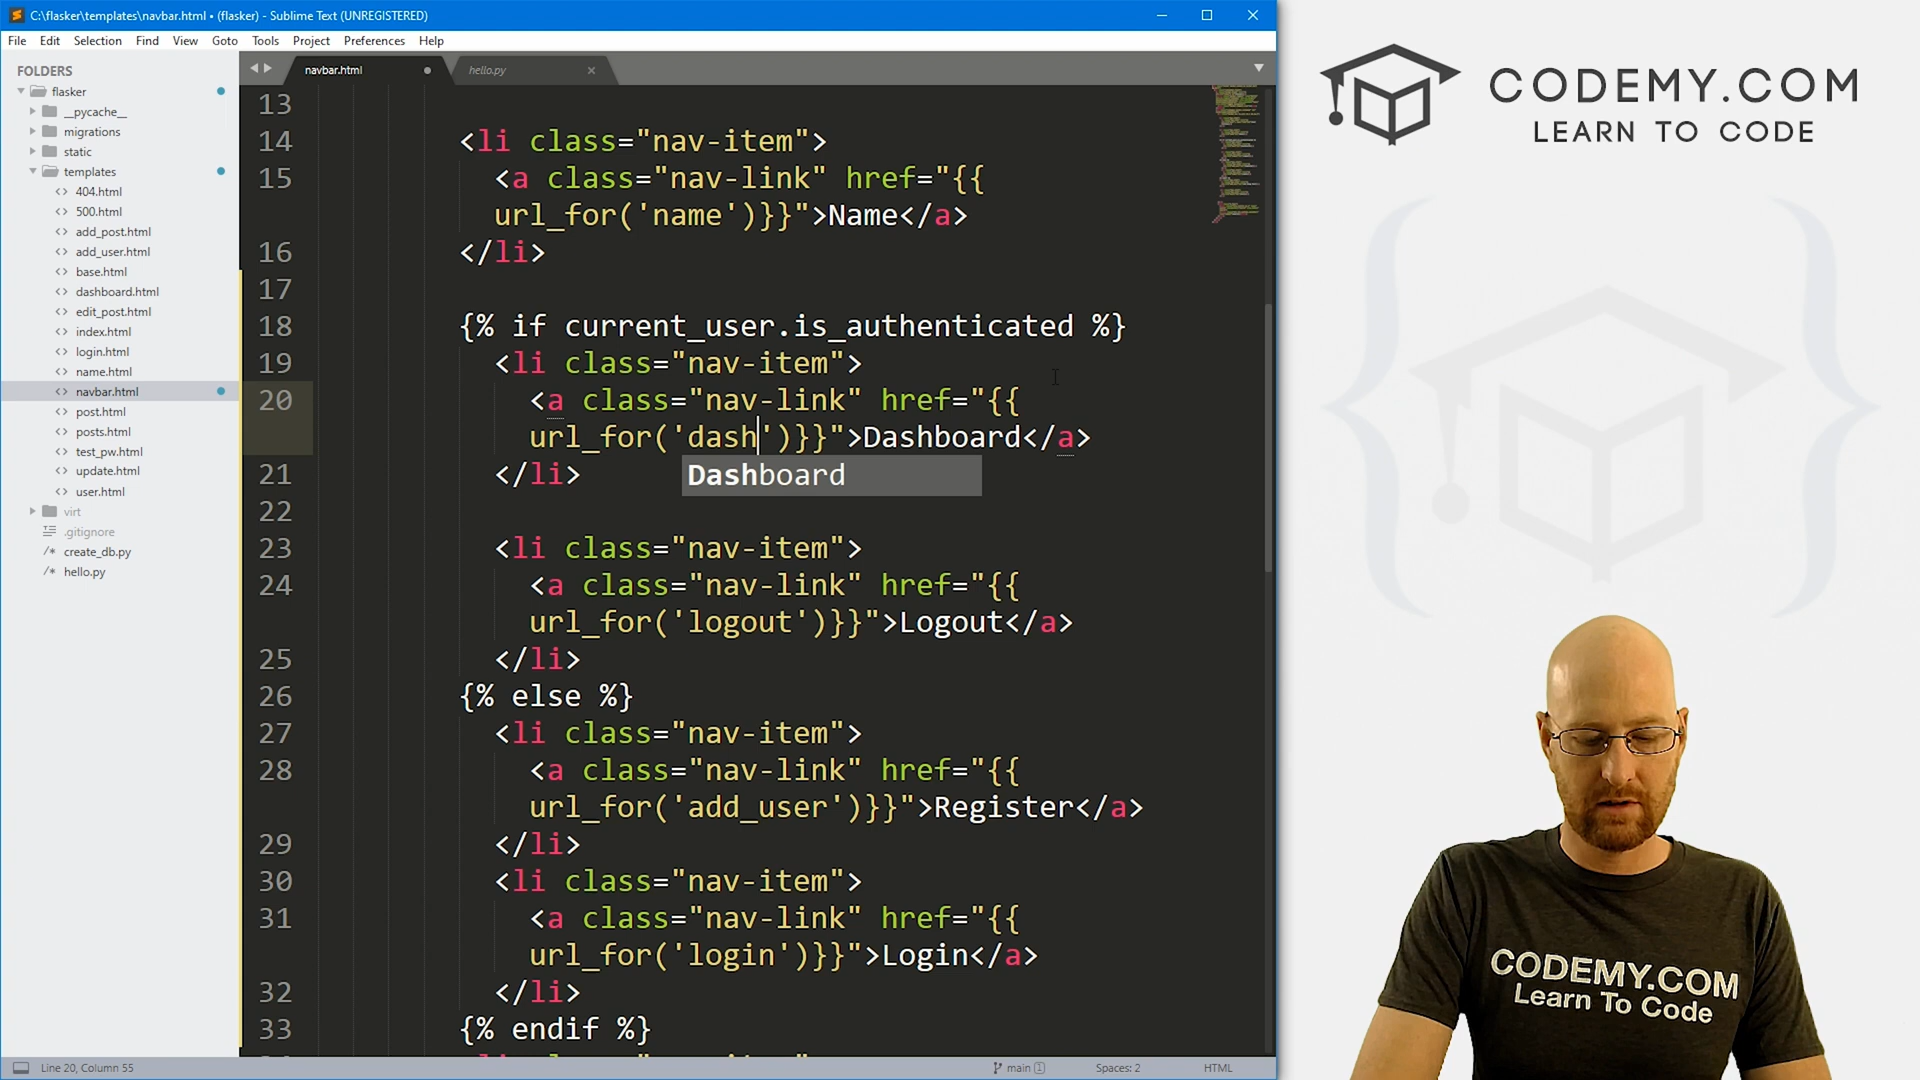 C:\flasker\templates\navbar.html • (flasker) - Sublime Text (UNREGISTERED)
File Edit Selection Find View Goto Tools Project Preferences Help
FOLDERS
flasker
__pycache__
migrations
static
templates
404.html
500.html
add_post.html
add_user.html
base.html
dashboard.html
edit_post.html
index.html
login.html
name.html
navbar.html
post.html
posts.html
test_pw.html
update.html
user.html
virt
.gitignore
create_db.py
hello.py
navbar.html
hello.py
13
14 <li class="nav-item">
15 <a class="nav-link" href="{{
url_for('name')}}">Name</a>
16 </li>
17
18 {% if current_user.is_authenticated %}
19 <li class="nav-item">
20 <a class="nav-link" href="{{
url_for('dash')}}">Dashboard</a>
21 </li>
Dashboard
22
23 <li class="nav-item">
24 <a class="nav-link" href="{{
url_for('logout')}}">Logout</a>
25 </li>
26 {% else %}
27 <li class="nav-item">
28 <a class="nav-link" href="{{
url_for('add_user')}}">Register</a>
29 </li>
30 <li class="nav-item">
31 <a class="nav-link" href="{{
url_for('login')}}">Login</a>
32 </li>
33 {% endif %}
Line 20, Column 55
main 1
Spaces: 2
HTML
CODEMY.COM
LEARN TO CODE
CODEMY.COM
Learn To Code